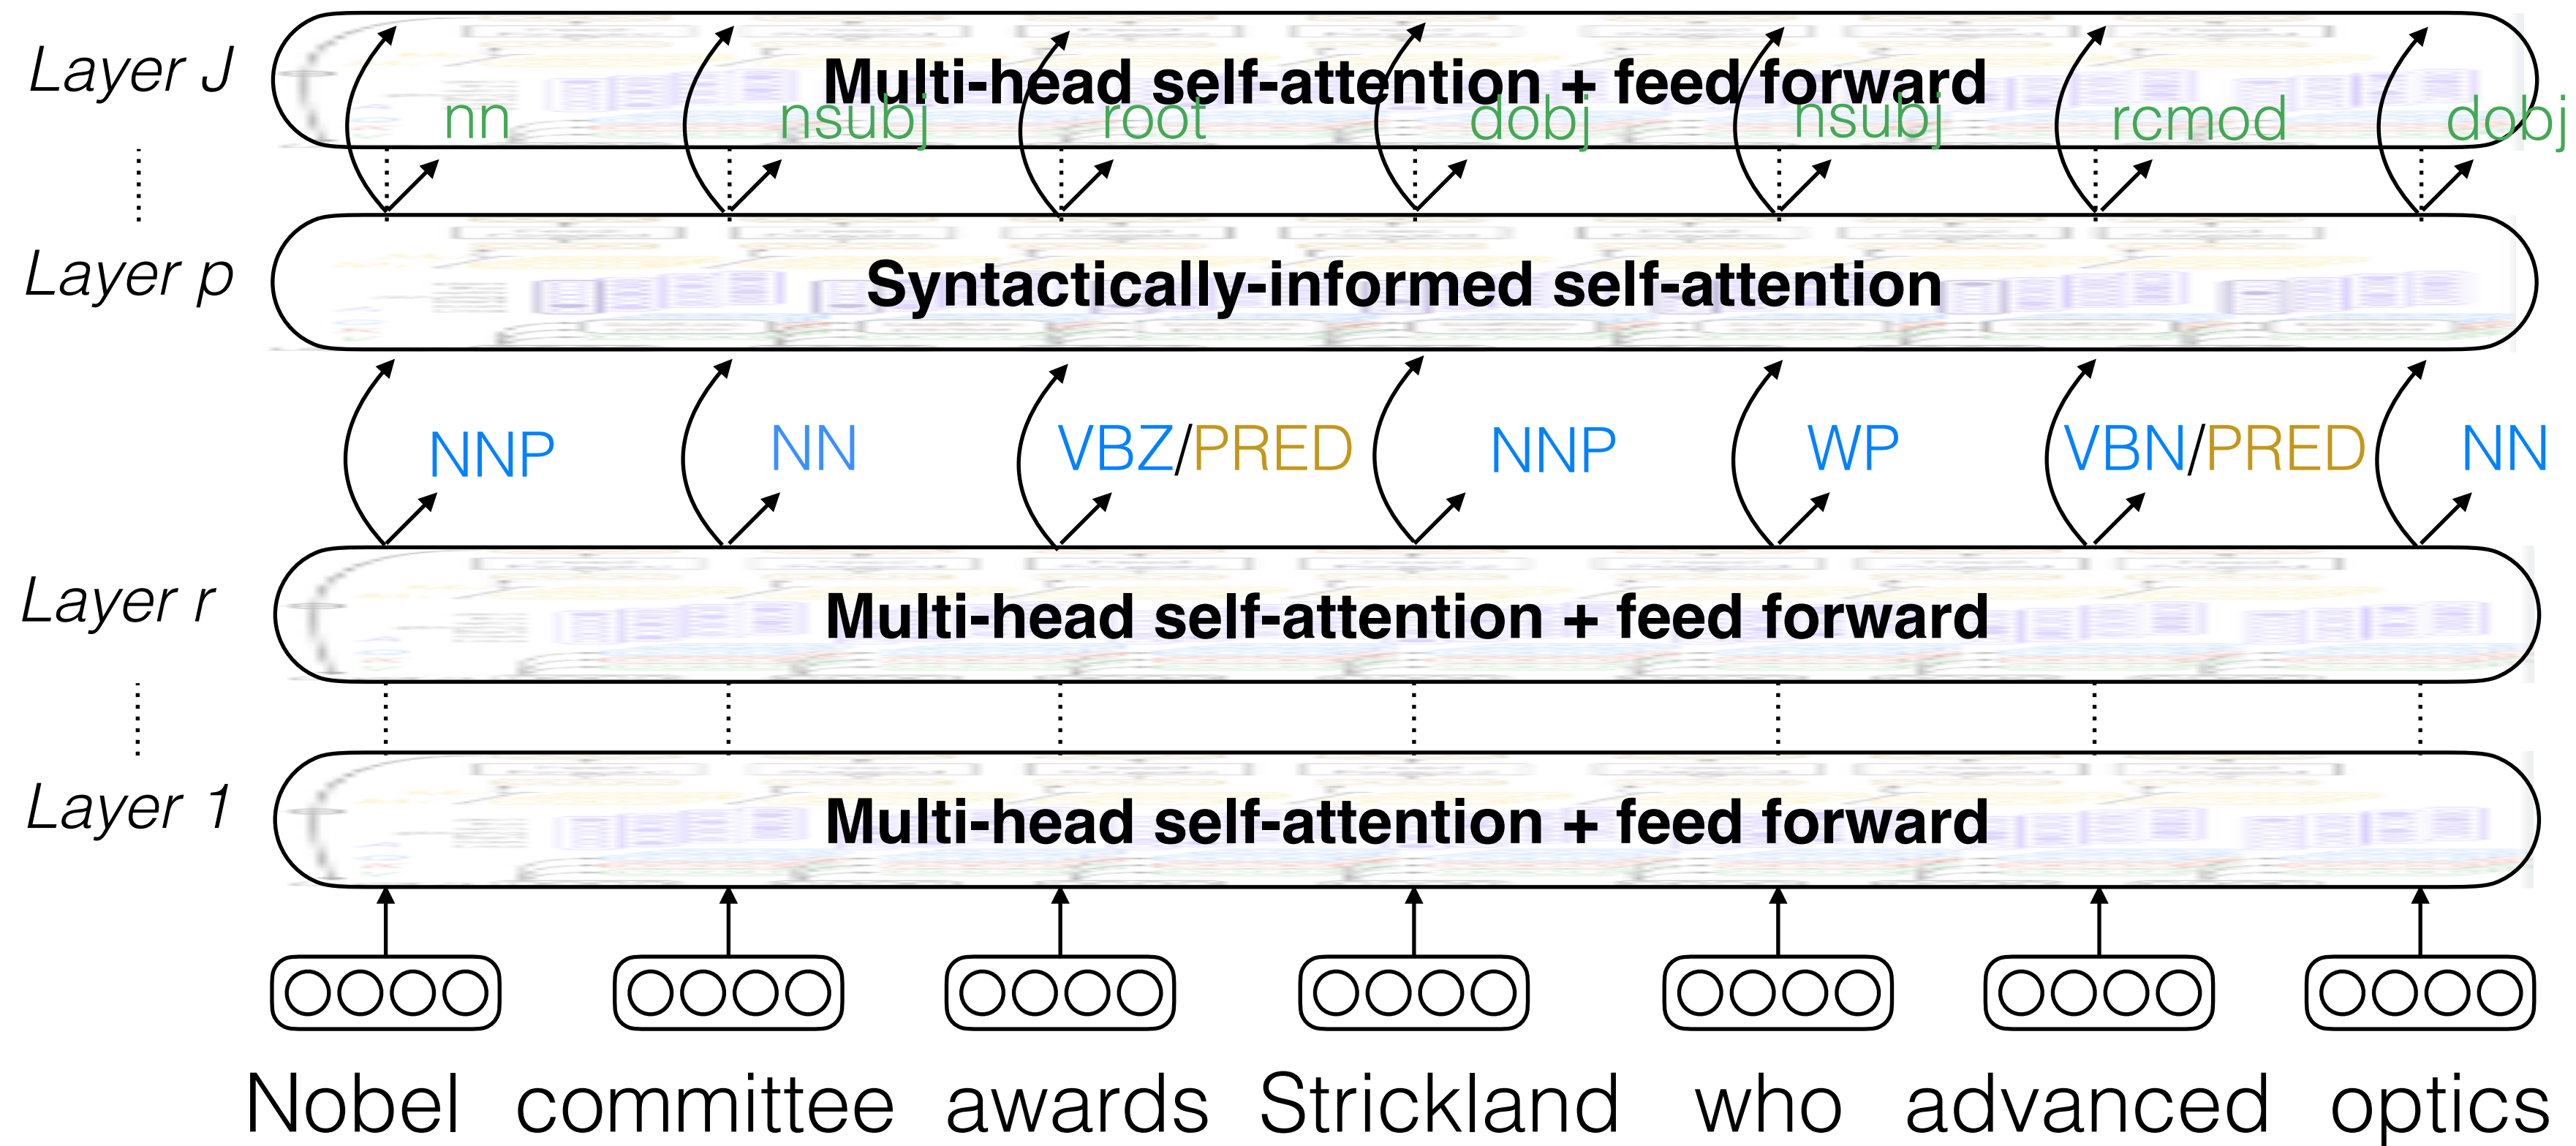 Layer J Multi-head self-attention + feed forward
nn nsubj root dobj nsubj rcmod dobj
Layer p Syntactically-informed self-attention
NNP NN VBZ/PRED NNP WP VBN/PRED NN
Layer r Multi-head self-attention + feed forward
Layer 1 Multi-head self-attention + feed forward
Nobel committee awards Strickland who advanced optics